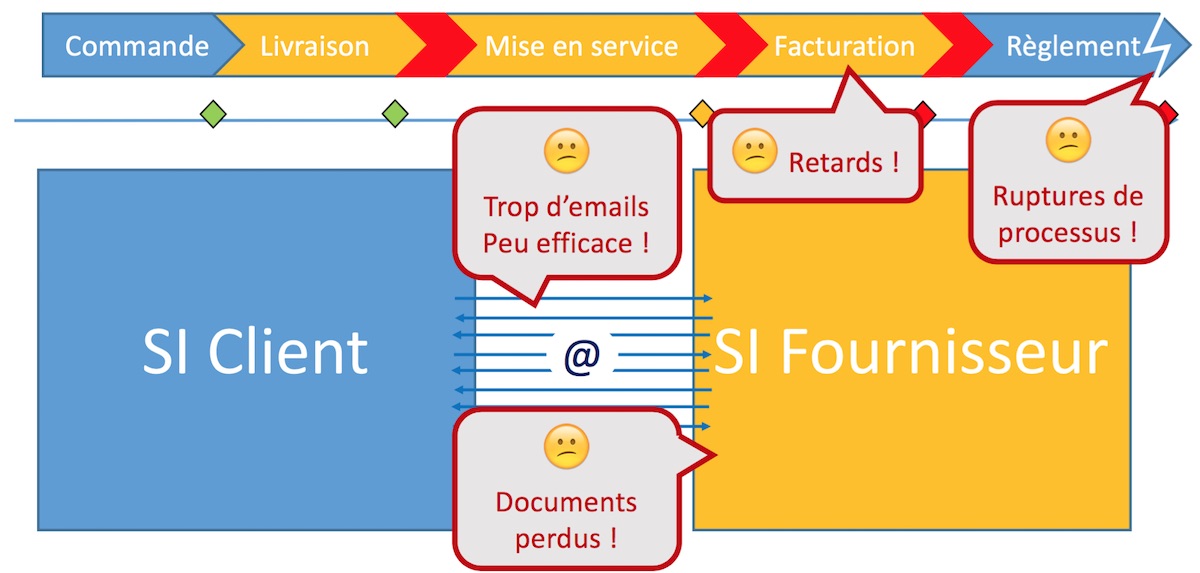 Commande
Livraison
Mise en service
Facturation
Règlement
Trop d’emails
Peu efficace !
Retards !
Ruptures de
processus !
SI Client
@
SI Fournisseur
Documents
perdus !